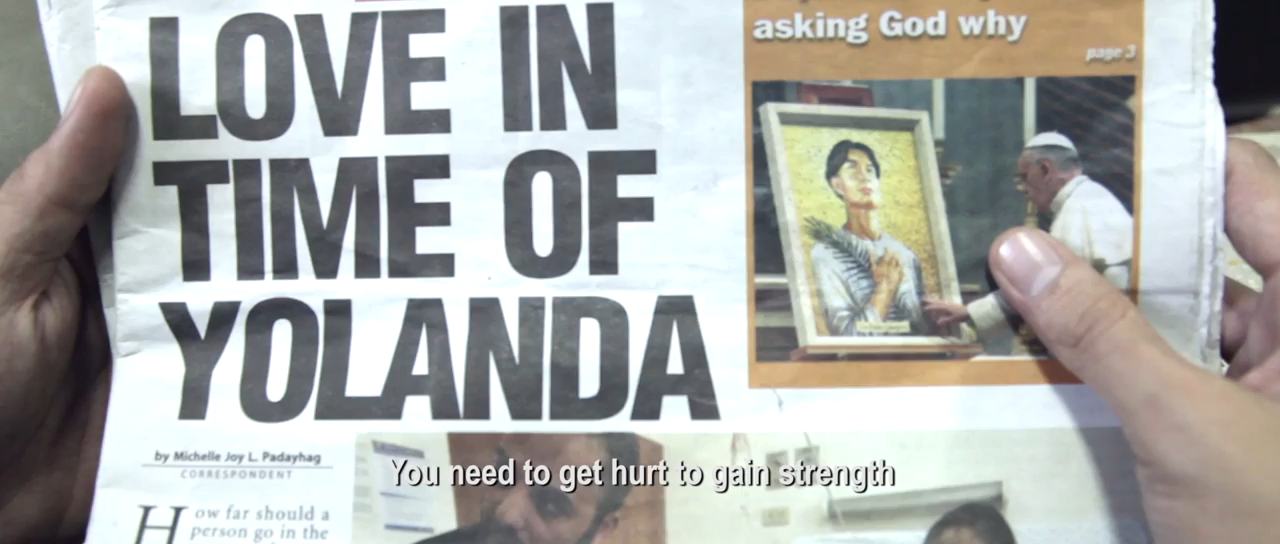 LOVE IN
TIME OF
YOLANDA
asking God why
page 3
by Michelle Joy L. Padayhag
CORRESPONDENT
How far should a
person go in the
You need to get hurt to gain strength